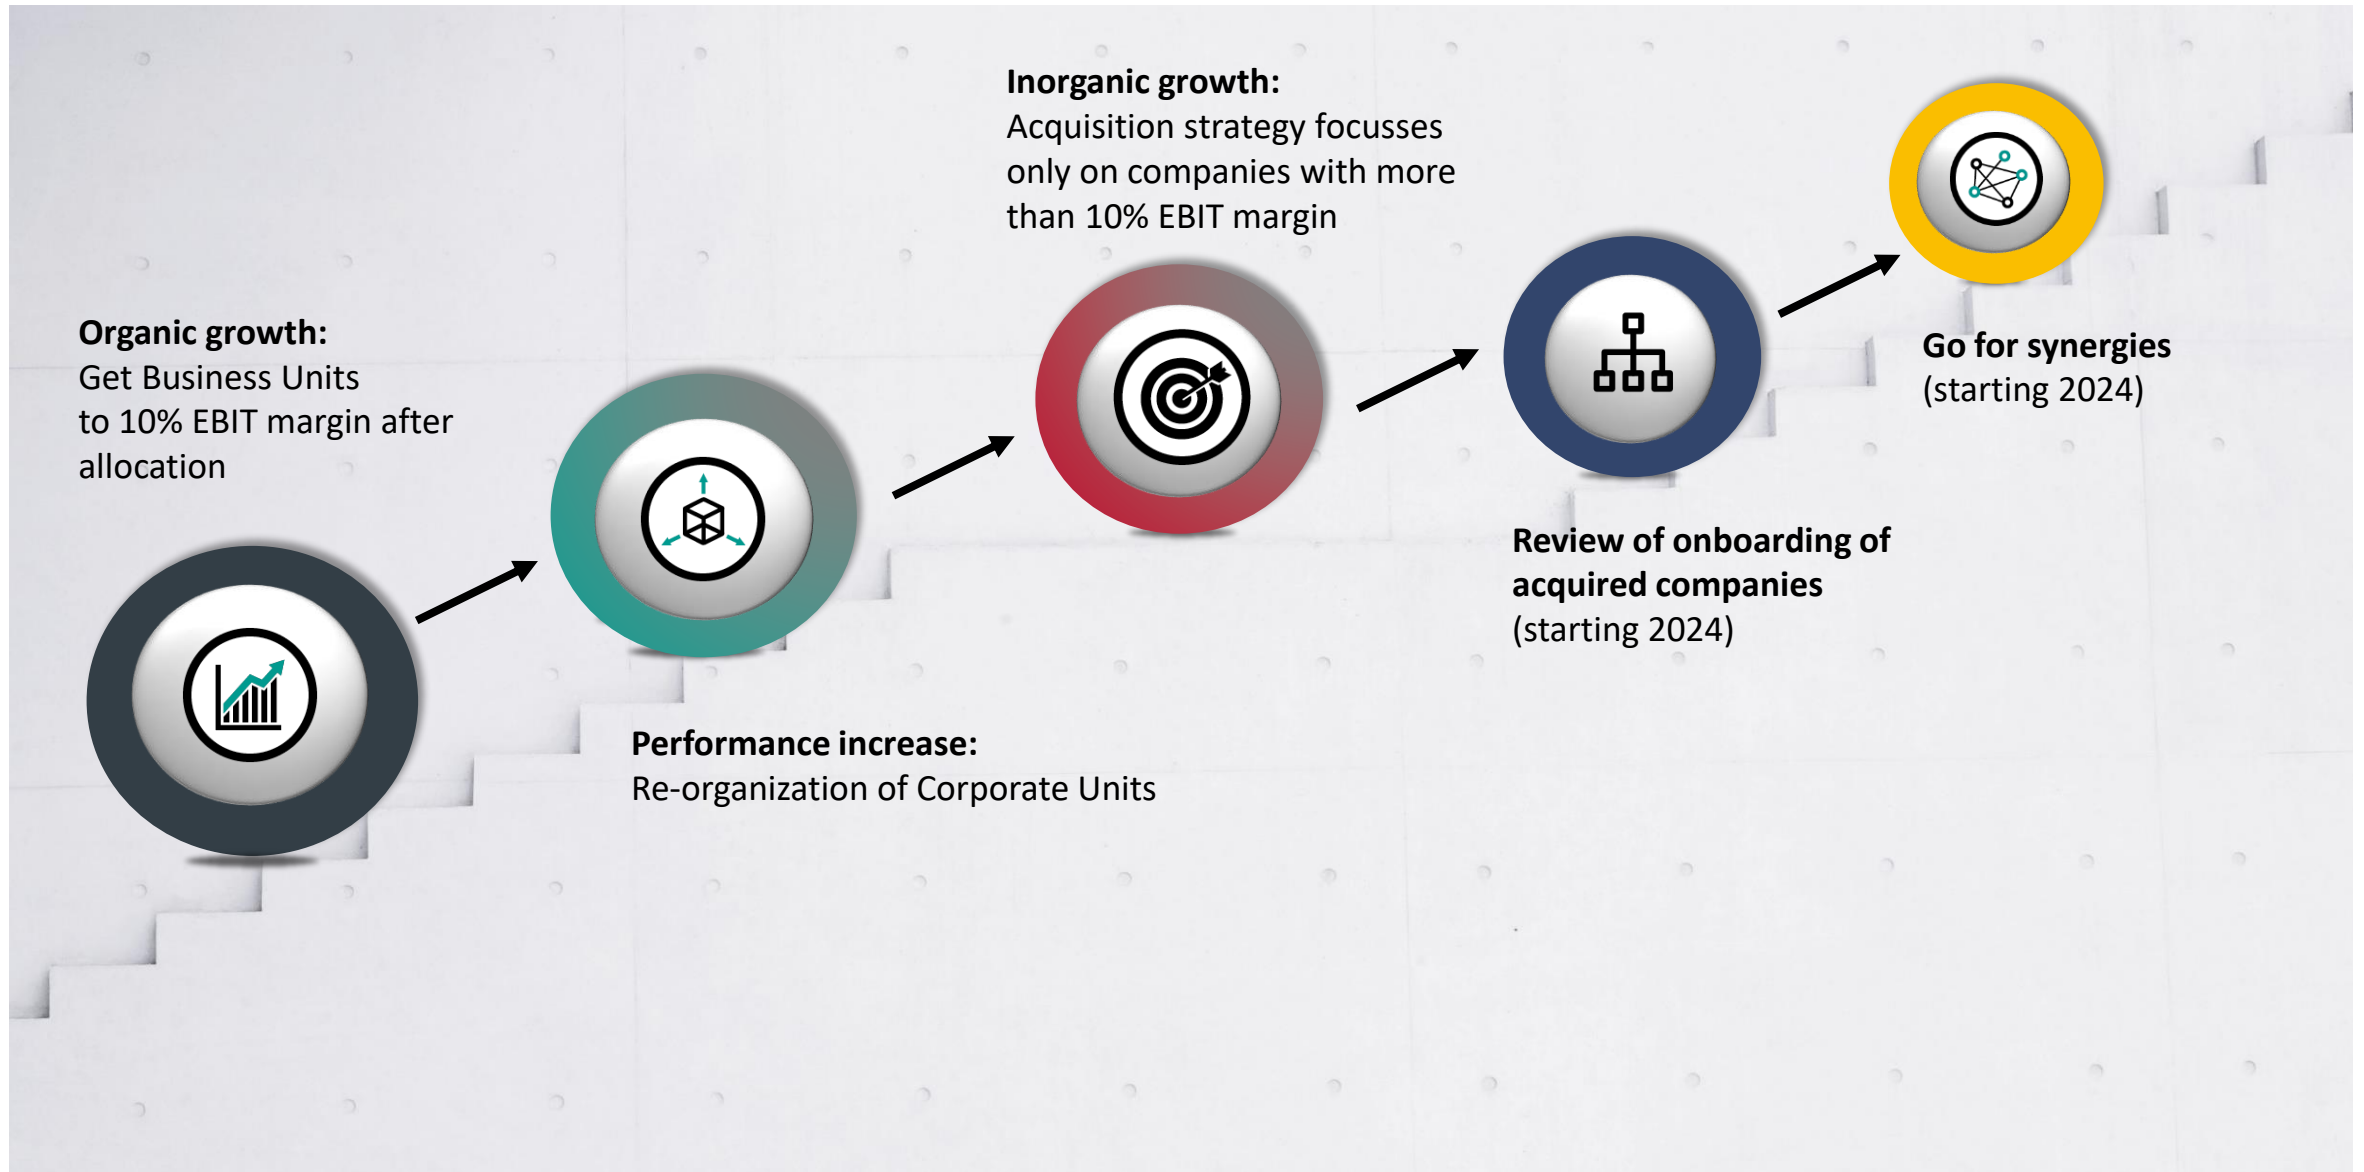 Organic growth:
Get Business Units
to 10% EBIT margin after
allocation
Performance increase:
Re-organization of Corporate Units
Inorganic growth:
Acquisition strategy focusses
only on companies with more
than 10% EBIT margin
Review of onboarding of
acquired companies
(starting 2024)
Go for synergies
(starting 2024)